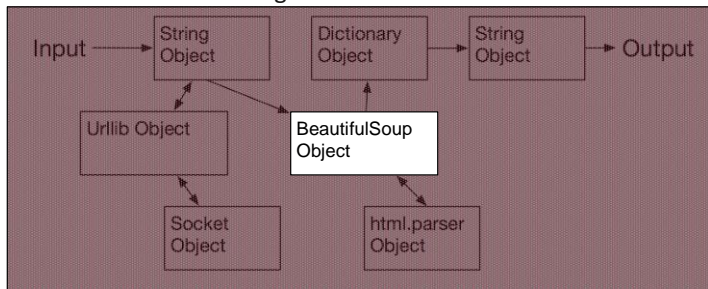 Input
String
Object
Dictionary
Object
String
Object
Output
Urllib Object
BeautifulSoup
Object
Socket
Object
html.parser
Object